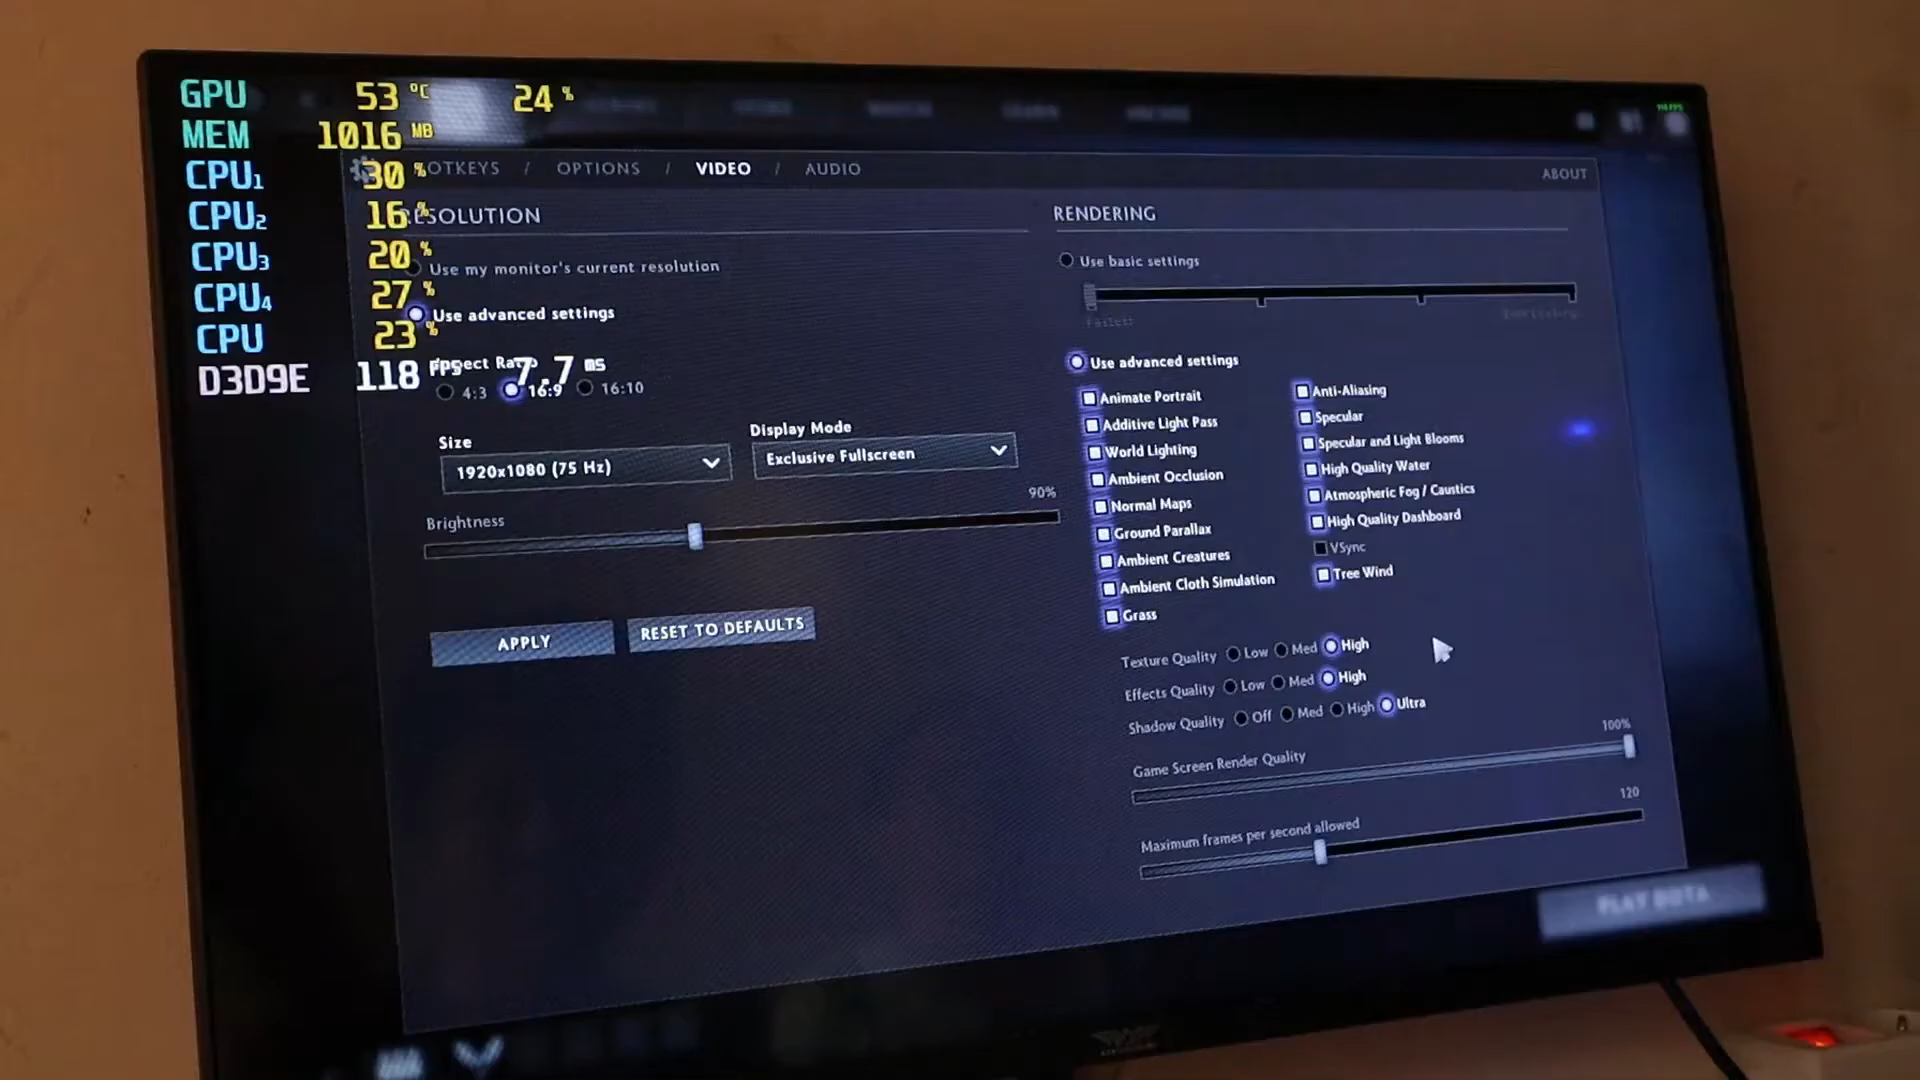 GPU 53 °C 24 %
MEM 1016 MB
CPU1 30 %
CPU2 16 %
CPU3 20 %
CPU4 27 %
CPU 23 %
D3D9E 118 FPS 7.7 ms
OTKEYS / OPTIONS / VIDEO / AUDIO
ABOUT
RESOLUTION
Use my monitor's current resolution
Use advanced settings
Aspect Ratio
4:3 16:9 16:10
Size
1920x1080 (75 Hz)
Display Mode
Exclusive Fullscreen
Brightness
90%
APPLY
RESET TO DEFAULTS
RENDERING
Use basic settings
Fastest
Use advanced settings
Animate Portrait
Additive Light Pass
World Lighting
Ambient Occlusion
Normal Maps
Ground Parallax
Ambient Creatures
Ambient Cloth Simulation
Grass
Anti-Aliasing
Specular
Specular and Light Blooms
High Quality Water
Atmospheric Fog / Caustics
High Quality Dashboard
VSync
Tree Wind
Texture Quality Low Med High
Effects Quality Low Med High
Shadow Quality Off Med High Ultra
Game Screen Render Quality
100%
Maximum frames per second allowed
120
PLAY DOTA